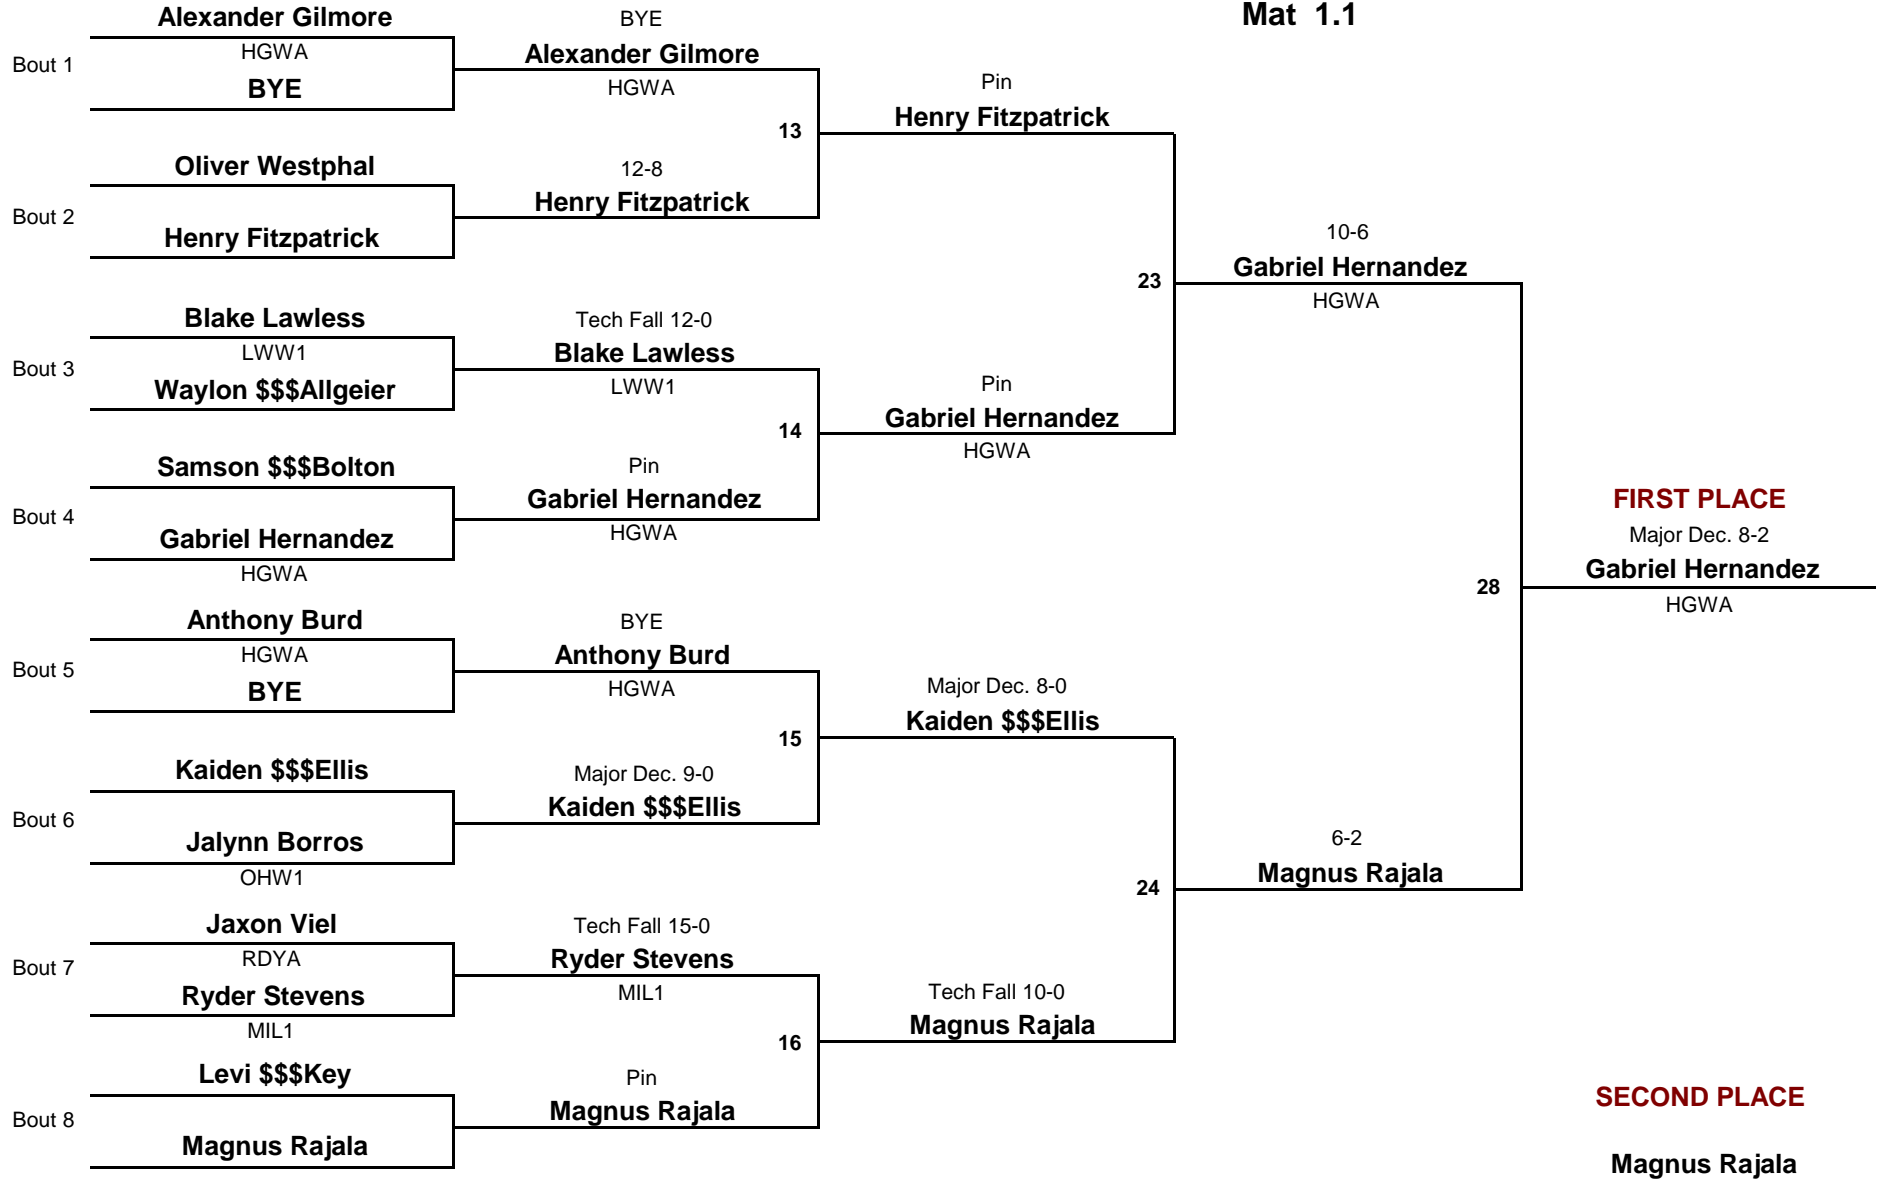 Mat 1.1
Alexander Gilmore
Bout 1
HGWA
BYE
Oliver Westphal
Bout 2
Henry Fitzpatrick
Blake Lawless
Bout 3
LWW1
Waylon $$$Allgeier
Samson $$$Bolton
Bout 4
Gabriel Hernandez
HGWA
Anthony Burd
Bout 5
HGWA
BYE
Kaiden $$$Ellis
Bout 6
Jalynn Borros
OHW1
Jaxon Viel
Bout 7
RDYA
Ryder Stevens
MIL1
Levi $$$Key
Bout 8
Magnus Rajala
BYE
Alexander Gilmore
HGWA
13
12-8
Henry Fitzpatrick
Tech Fall 12-0
Blake Lawless
LWW1
14
Pin
Gabriel Hernandez
HGWA
BYE
Anthony Burd
HGWA
15
Major Dec. 9-0
Kaiden $$$Ellis
Tech Fall 15-0
Ryder Stevens
MIL1
16
Pin
Magnus Rajala
Pin
Henry Fitzpatrick
23
Pin
Gabriel Hernandez
HGWA
Major Dec. 8-0
Kaiden $$$Ellis
24
Tech Fall 10-0
Magnus Rajala
10-6
Gabriel Hernandez
HGWA
28
6-2
Magnus Rajala
FIRST PLACE
Major Dec. 8-2
Gabriel Hernandez
HGWA
SECOND PLACE
Magnus Rajala